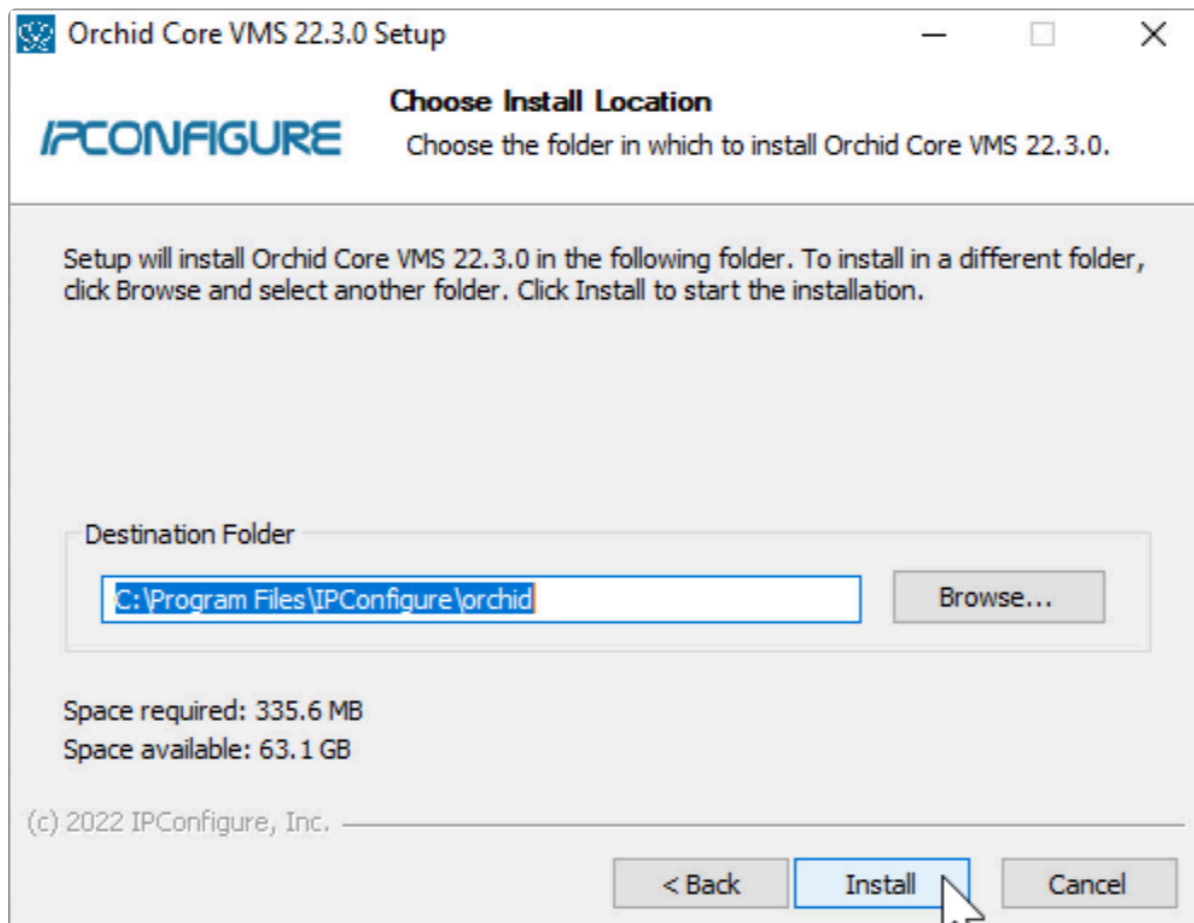 Orchid Core VMS 22.3.0 Setup
IPCONFIGURE
Choose Install Location
Choose the folder in which to install Orchid Core VMS 22.3.0.
Setup will install Orchid Core VMS 22.3.0 in the following folder. To install in a different folder,
click Browse and select another folder. Click Install to start the installation.
Destination Folder
C:\Program Files\IPConfigure\orchid
Browse...
Space required: 335.6 MB
Space available: 63.1 GB
(c) 2022 IPConfigure, Inc.
< Back
Install
Cancel